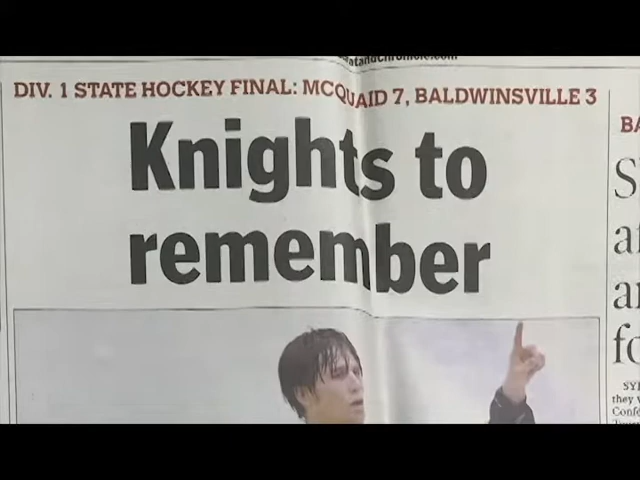 DIV. 1 STATE HOCKEY FINAL: MCQUAID 7, BALDWINSVILLE 3
Knights to
remember